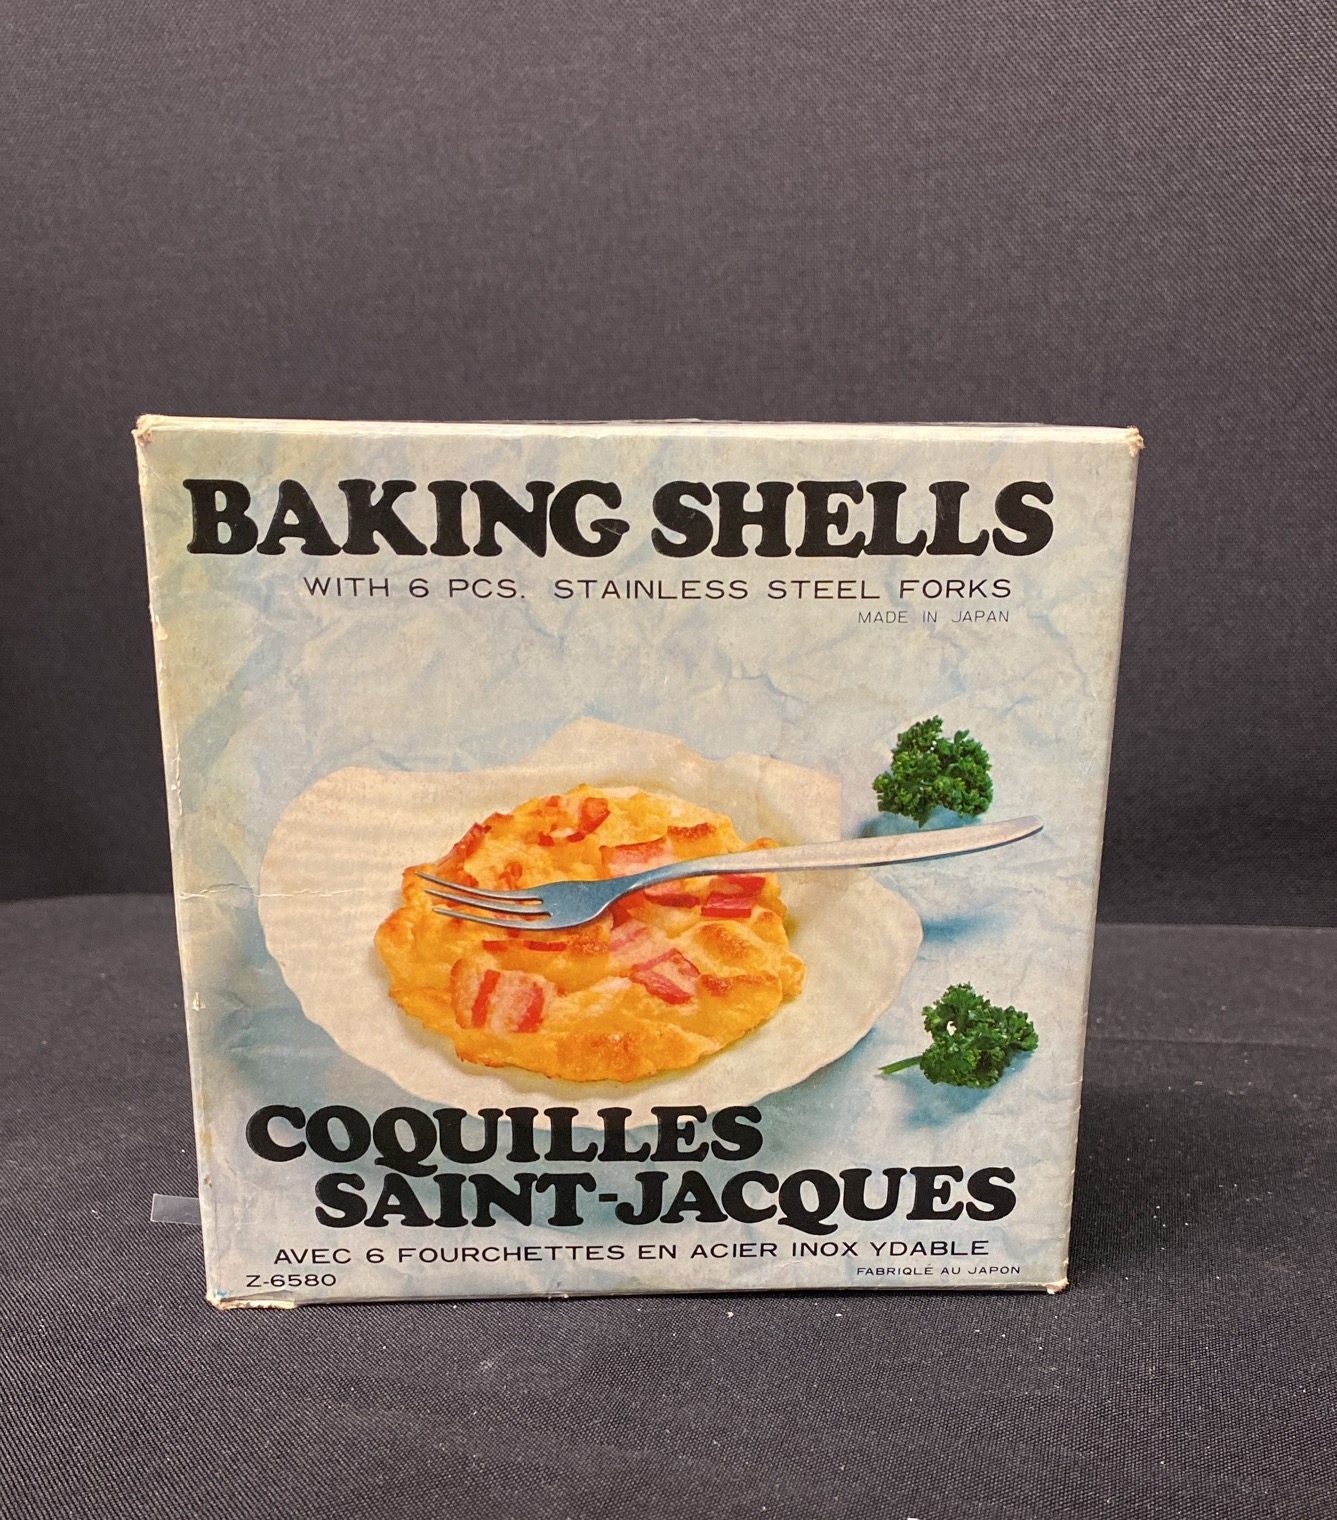 BAKING SHELLS
WITH 6 PCS. STAINLESS STEEL FORKS
MADE IN JAPAN
COQUILLES
SAINT-JACQUES
AVEC 6 FOURCHETTES EN ACIER INOX YDABLE
Z-6580
FABRIQLÉ AU JAPON